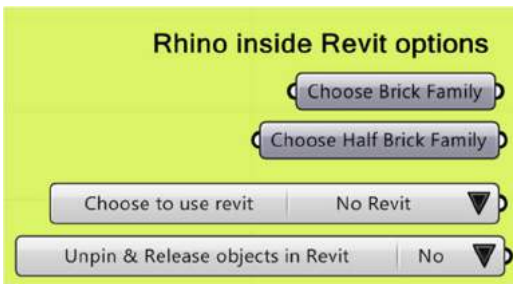 Rhino inside Revit options
Choose Brick Family
Choose Half Brick Family
Choose to use revit No Revit
Unpin & Release objects in Revit No